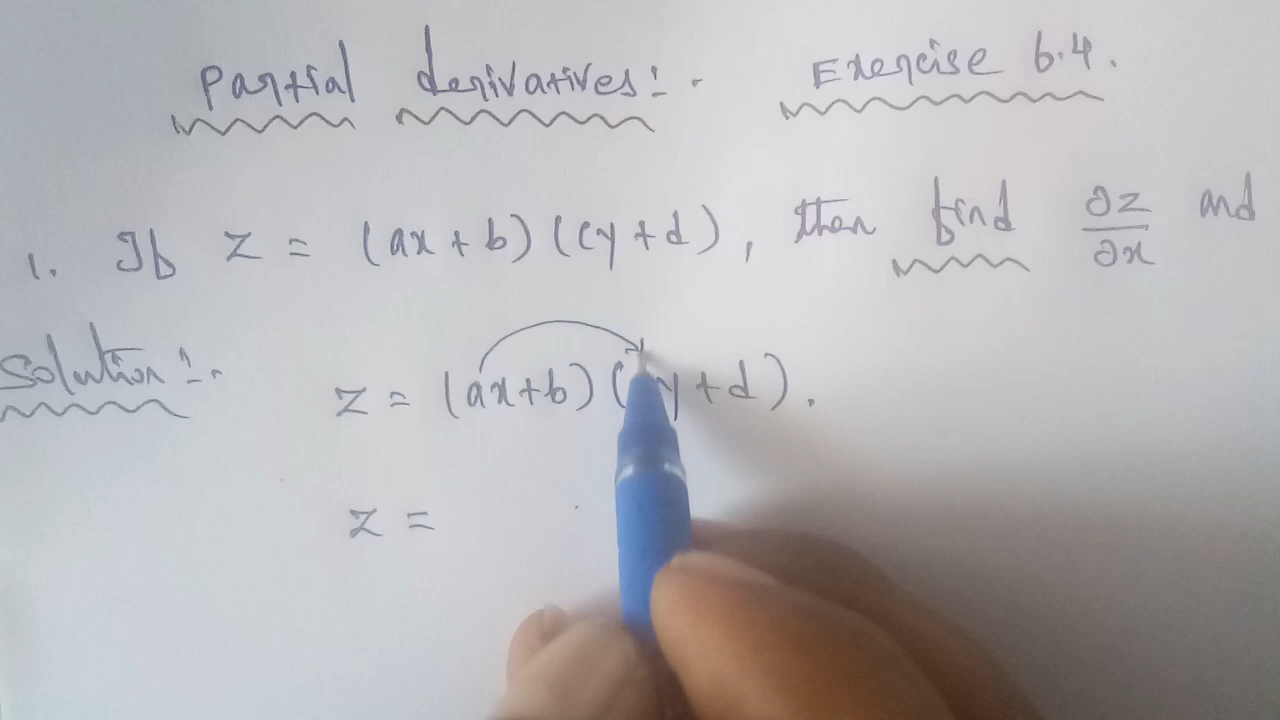 Partial derivatives:- Exercise 6.4.
1. If z = (ax + b) (cy + d), then find ∂z/∂x and
Solution:- z = (ax+b) ( y + d).
z =